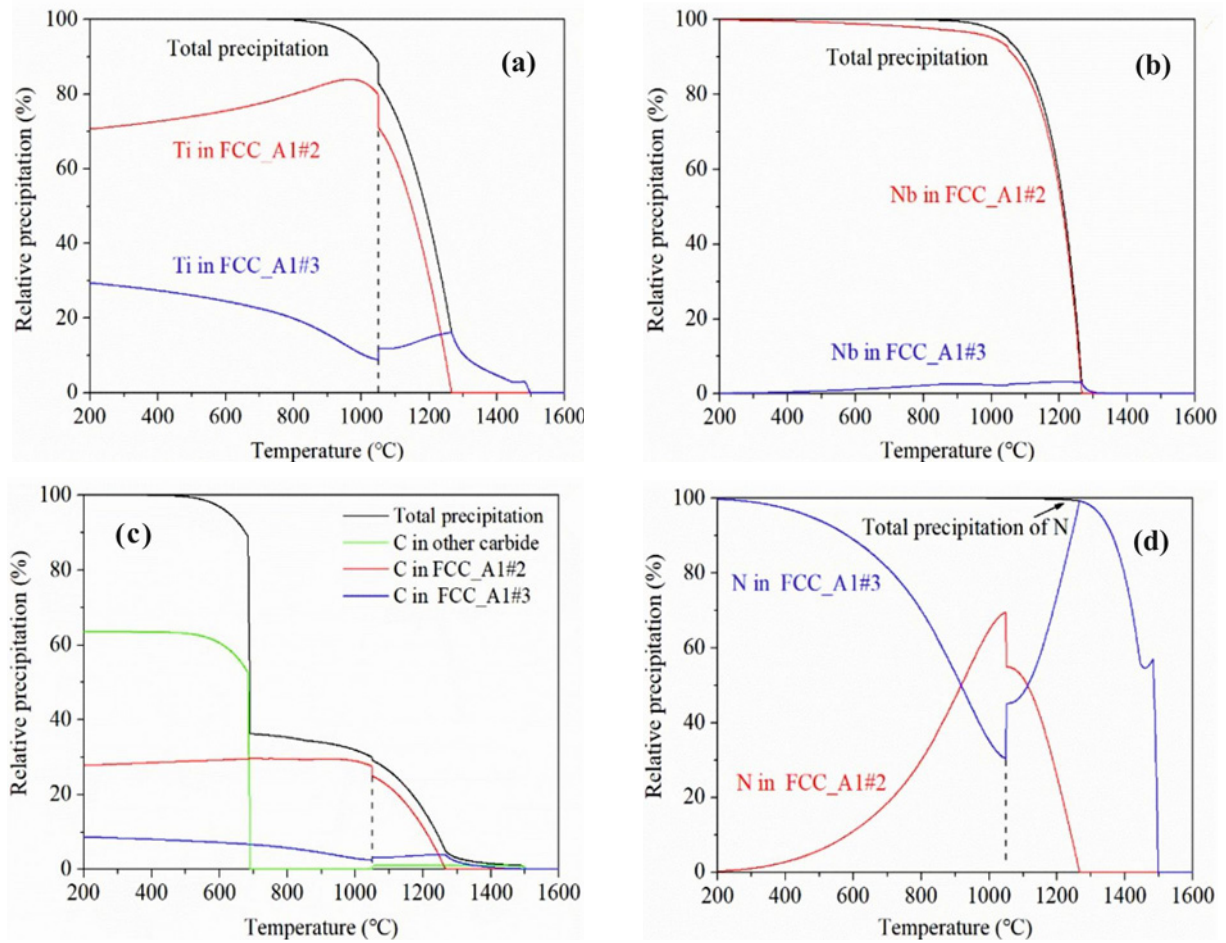 100
80
60
40
20
0
Relative precipitation (%)
Total precipitation
(a)
Ti in FCC_A1#2
Ti in FCC_A1#3
200 400 600 800 1000 1200 1400 1600
Temperature (℃)
100
80
60
40
20
0
Relative precipitation (%)
Total precipitation
(b)
Nb in FCC_A1#2
Nb in FCC_A1#3
200 400 600 800 1000 1200 1400 1600
Temperature (℃)
100
80
60
40
20
0
Relative precipitation (%)
(c)
Total precipitation
C in other carbide
C in FCC_A1#2
C in FCC_A1#3
200 400 600 800 1000 1200 1400 1600
Temperature (℃)
100
80
60
40
20
0
Relative precipitation (%)
Total precipitation of N
(d)
N in FCC_A1#3
N in FCC_A1#2
200 400 600 800 1000 1200 1400 1600
Temperature (℃)